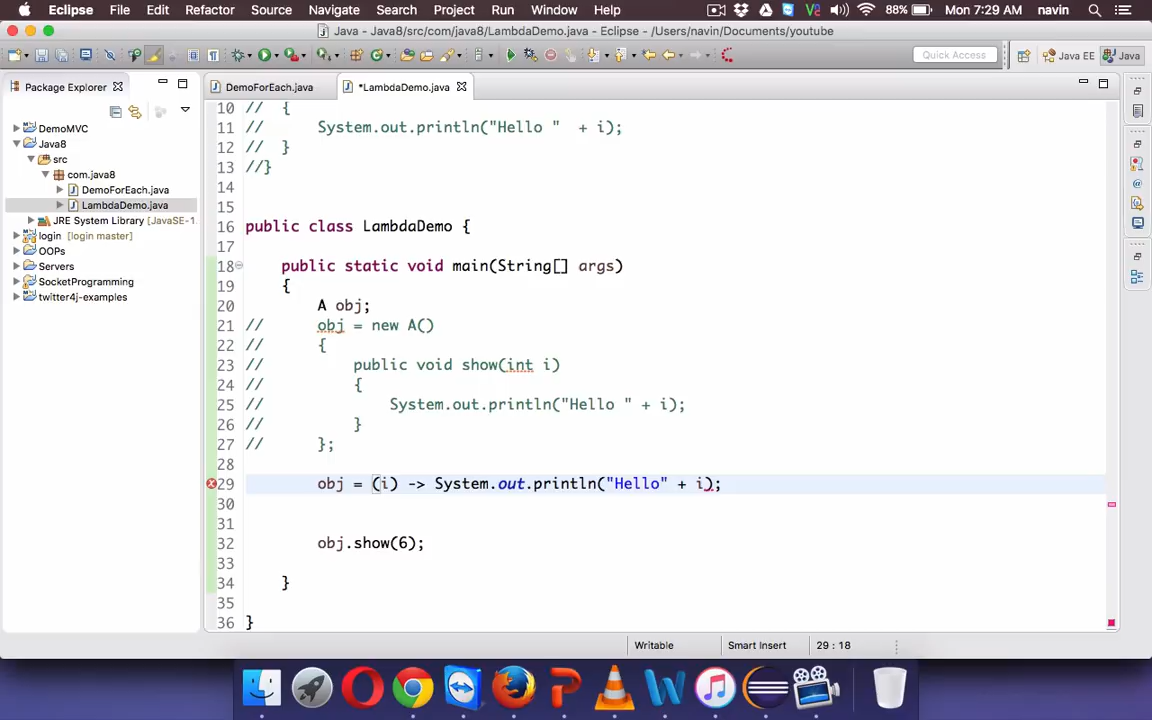 Eclipse File Edit Refactor Source Navigate Search Project Run Window Help 88% Mon 7:29 AM navin
Java - Java8/src/com/java8/LambdaDemo.java - Eclipse - /Users/navin/Documents/youtube
Quick Access Java EE Java
Package Explorer DemoForEach.java *LambdaDemo.java
DemoMVC
Java8
src
com.java8
DemoForEach.java
LambdaDemo.java
JRE System Library [JavaSE-1.
login [login master]
OOPs
Servers
SocketProgramming
twitter4j-examples
10 // {
11 // System.out.println("Hello " + i);
12 // }
13 //}
14
15
16 public class LambdaDemo {
17
18 public static void main(String[] args)
19 {
20 A obj;
21 // obj = new A()
22 // {
23 // public void show(int i)
24 // {
25 // System.out.println("Hello " + i);
26 // }
27 // };
28
29 obj = (i) -> System.out.println("Hello" + i);
30
31
32 obj.show(6);
33
34 }
35
36 }
Writable Smart Insert 29 : 18